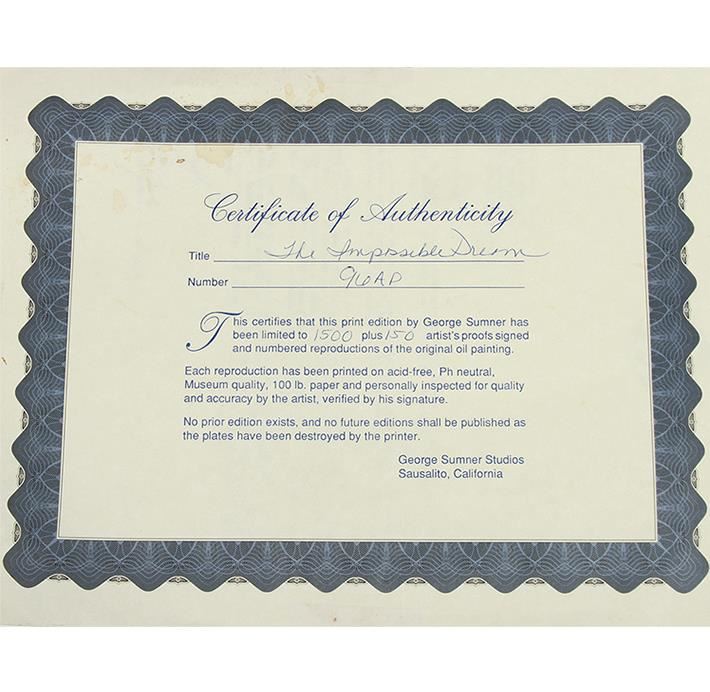 Certificate of Authenticity
Title The Impossible Dream
Number 96 AP
This certifies that this print edition by George Sumner has
been limited to 1500 plus 150 artist's proofs signed
and numbered reproductions of the original oil painting.
Each reproduction has been printed on acid-free, Ph neutral,
Museum quality, 100 lb. paper and personally inspected for quality
and accuracy by the artist, verified by his signature.
No prior edition exists, and no future editions shall be published as
the plates have been destroyed by the printer.
George Sumner Studios
Sausalito, California